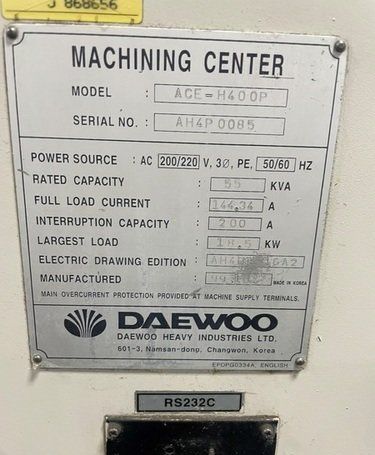 J 868656
MACHINING CENTER
MODEL : ACE-H400P
SERIAL NO. : AH4P0085
POWER SOURCE : AC 200/220 V, 3Ø, PE, 50/60 HZ
RATED CAPACITY : 55 KVA
FULL LOAD CURRENT : 144.34 A
INTERRUPTION CAPACITY : 200 A
LARGEST LOAD : 18.5 KW
ELECTRIC DRAWING EDITION :
MANUFACTURED : MADE IN KOREA
MAIN OVERCURRENT PROTECTION PROVIDED AT MACHINE SUPPLY TERMINALS.
DAEWOO
DAEWOO HEAVY INDUSTRIES LTD.
601-3, Namsan-dong, Changwon, Korea
EPOPG0334A ENGLISH
RS232C